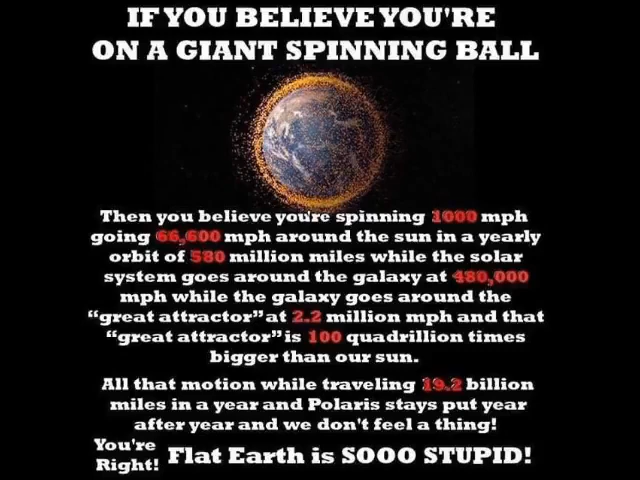 IF YOU BELIEVE YOU'RE
ON A GIANT SPINNING BALL
Then you believe you're spinning 1000 mph
going 66,600 mph around the sun in a yearly
orbit of 580 million miles while the solar
system goes around the galaxy at 480,000
mph while the galaxy goes around the
“great attractor” at 2.2 million mph and that
“great attractor” is 100 quadrillion times
bigger than our sun.
All that motion while traveling 19.2 billion
miles in a year and Polaris stays put year
after year and we don't feel a thing!
You're
Right! Flat Earth is SOOO STUPID!